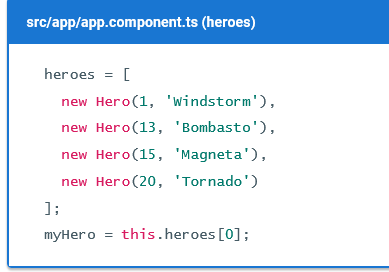 src/app/app.component.ts (heroes)
heroes = [
  new Hero(1, 'Windstorm'),
  new Hero(13, 'Bombasto'),
  new Hero(15, 'Magneta'),
  new Hero(20, 'Tornado')
];
myHero = this.heroes[0];